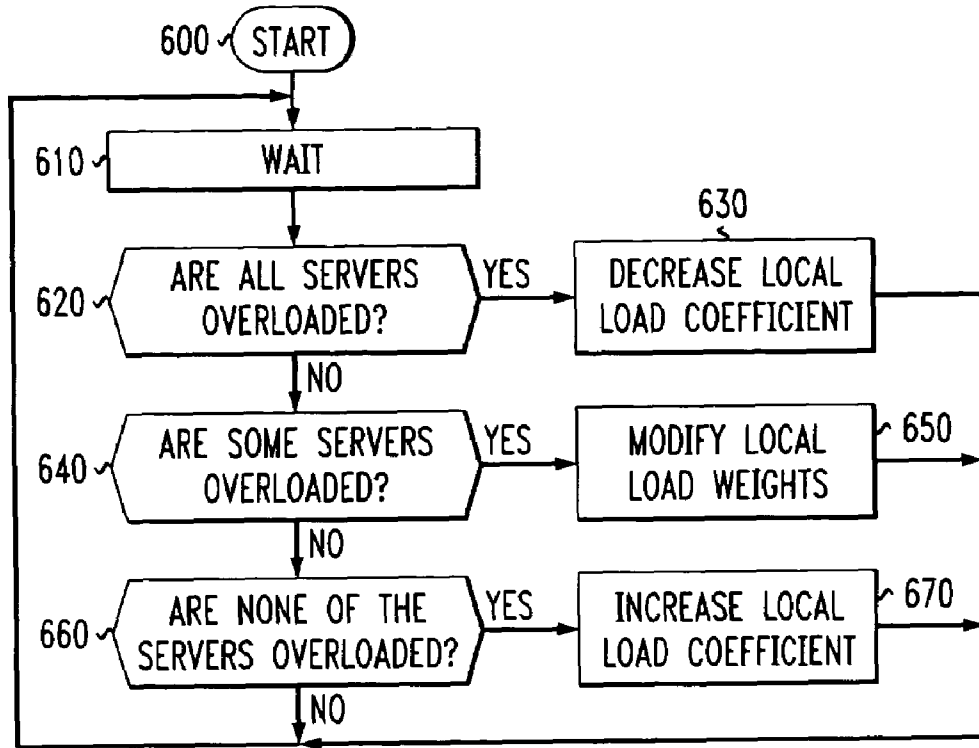 600 START
610 WAIT
630
620 ARE ALL SERVERS
OVERLOADED?
YES
DECREASE LOCAL
LOAD COEFFICIENT
NO
640 ARE SOME SERVERS
OVERLOADED?
YES
MODIFY LOCAL
LOAD WEIGHTS
650
NO
660 ARE NONE OF THE
SERVERS OVERLOADED?
YES
INCREASE LOCAL
LOAD COEFFICIENT
670
NO